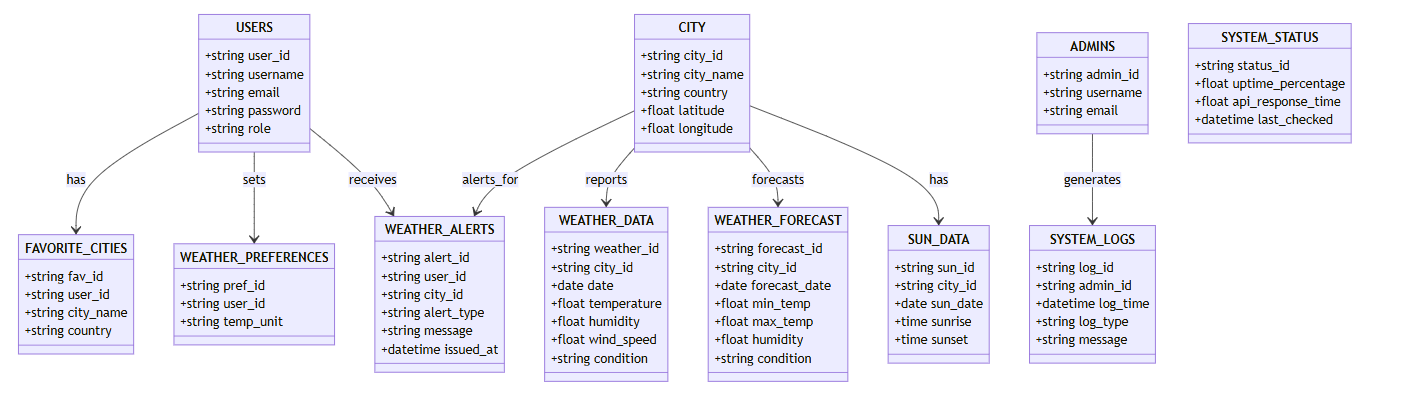 USERS
+string user_id
+string username
+string email
+string password
+string role
CITY
+string city_id
+string city_name
+string country
+float latitude
+float longitude
ADMINS
+string admin_id
+string username
+string email
SYSTEM_STATUS
+string status_id
+float uptime_percentage
+float api_response_time
+datetime last_checked
has
sets
receives
alerts_for
reports
forecasts
has
generates
FAVORITE_CITIES
+string fav_id
+string user_id
+string city_name
+string country
WEATHER_PREFERENCES
+string pref_id
+string user_id
+string temp_unit
WEATHER_ALERTS
+string alert_id
+string user_id
+string city_id
+string alert_type
+string message
+datetime issued_at
WEATHER_DATA
+string weather_id
+string city_id
+date date
+float temperature
+float humidity
+float wind_speed
+string condition
WEATHER_FORECAST
+string forecast_id
+string city_id
+date forecast_date
+float min_temp
+float max_temp
+float humidity
+string condition
SUN_DATA
+string sun_id
+string city_id
+date sun_date
+time sunrise
+time sunset
SYSTEM_LOGS
+string log_id
+string admin_id
+datetime log_time
+string log_type
+string message